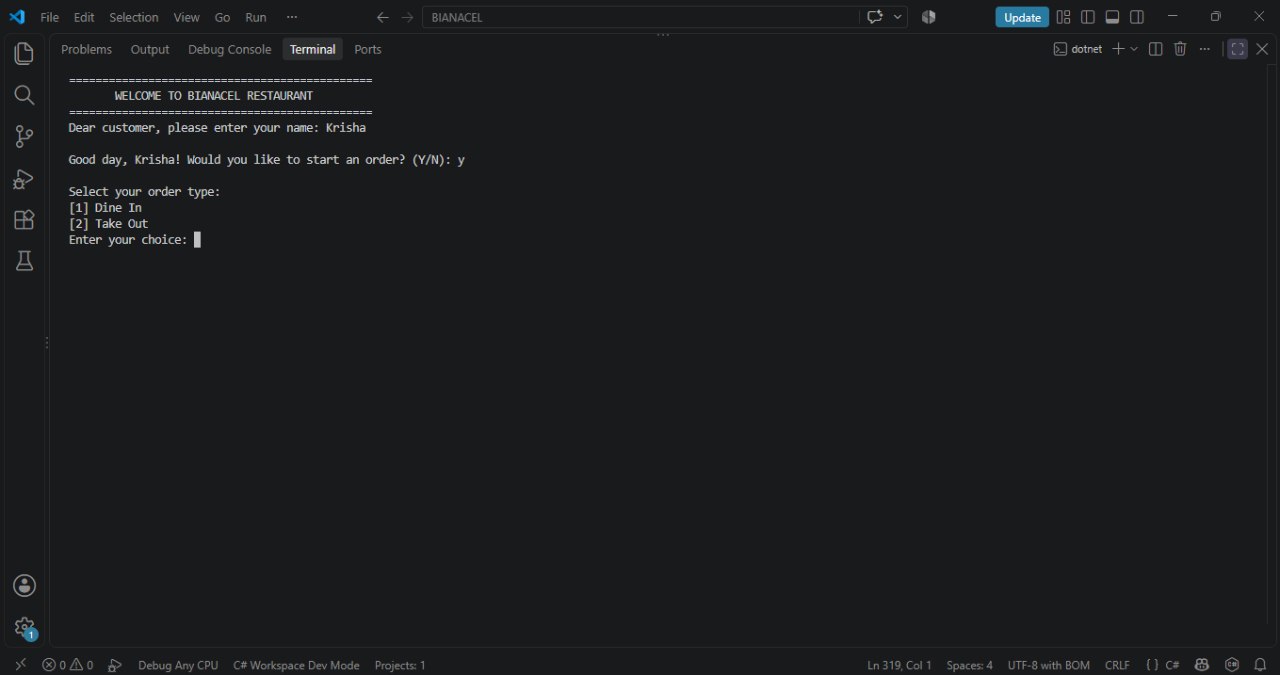 File Edit Selection View Go Run ··· BIANACEL Update
Problems Output Debug Console Terminal Ports dotnet
==============================================
WELCOME TO BIANACEL RESTAURANT
==============================================
Dear customer, please enter your name: Krisha
Good day, Krisha! Would you like to start an order? (Y/N): y
Select your order type:
[1] Dine In
[2] Take Out
Enter your choice:
1
0 0 Debug Any CPU C# Workspace Dev Mode Projects: 1 Ln 319, Col 1 Spaces: 4 UTF-8 with BOM CRLF { } C#